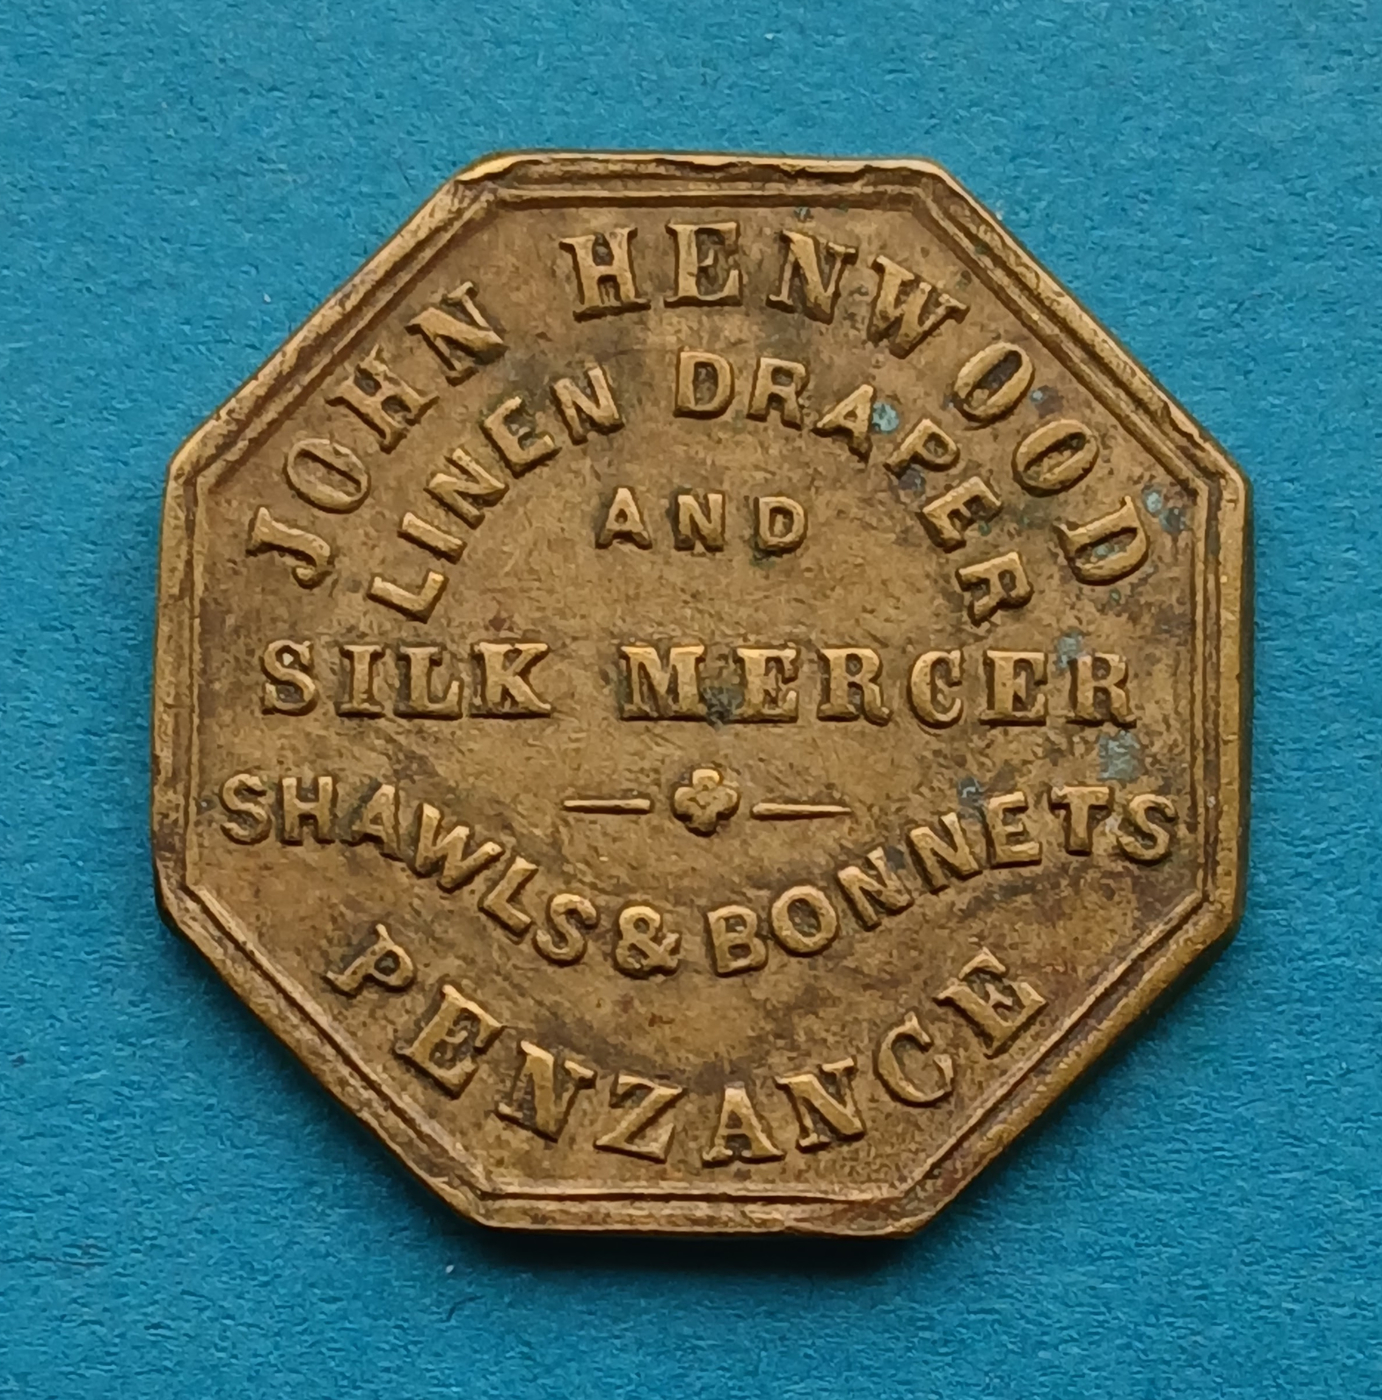 JOHN HENWOOD
LINEN DRAPER
AND
SILK MERCER
SHAWLS & BONNETS
PENZANCE